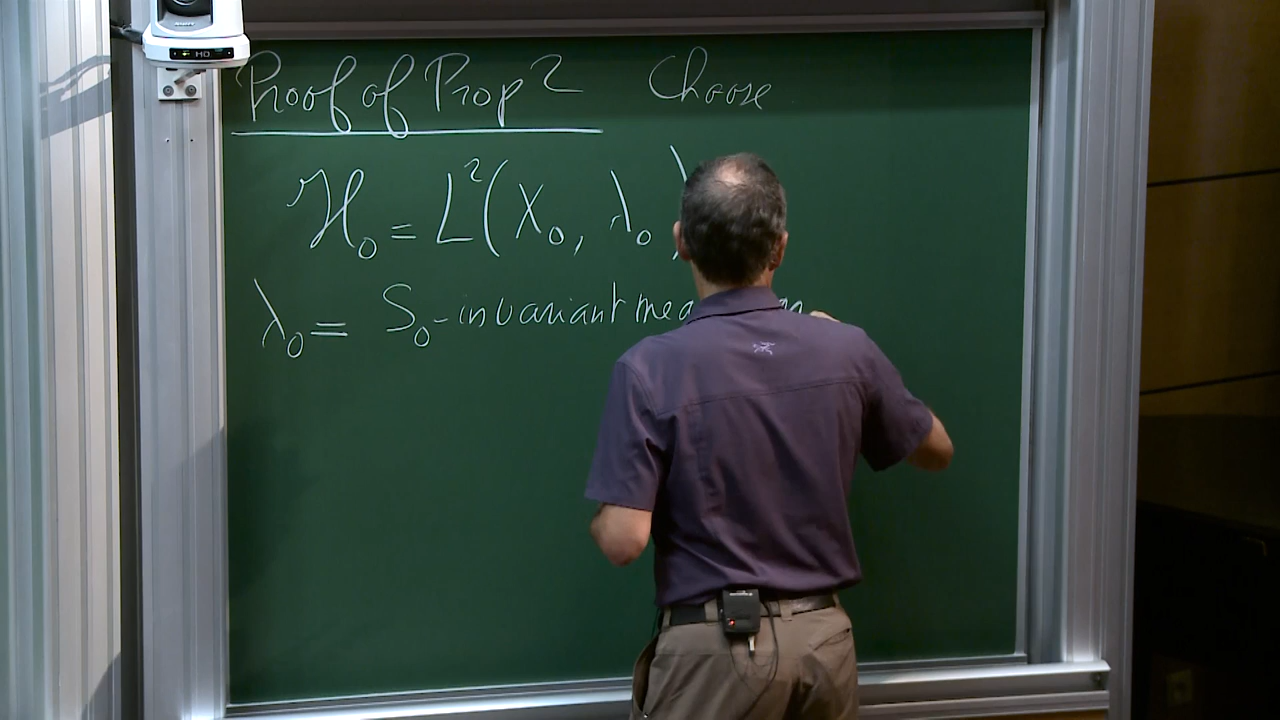 Proof of Prop 2 Choose
ℋ₀ = L²(X₀, λ₀)
λ₀ = S₀-invariant mea